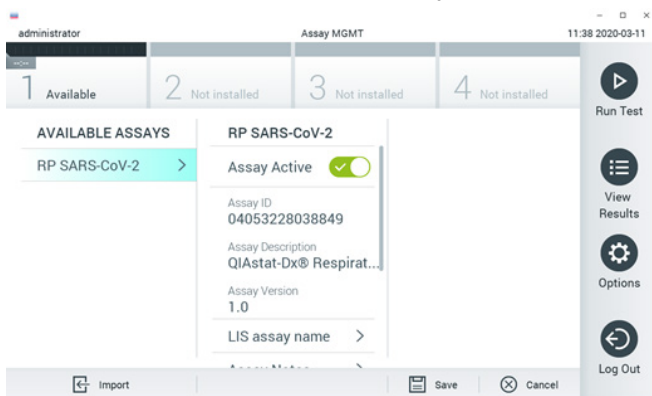 administrator Assay MGMT 11:38 2020-03-11
--:--
1 Available 2 Not installed 3 Not installed 4 Not installed
Run Test
AVAILABLE ASSAYS
RP SARS-CoV-2
RP SARS-CoV-2
Assay Active
Assay ID
04053228038849
Assay Description
QIAstat-Dx® Respirat...
Assay Version
1.0
LIS assay name
Assay Notes
View
Results
Options
Log Out
Import Save Cancel